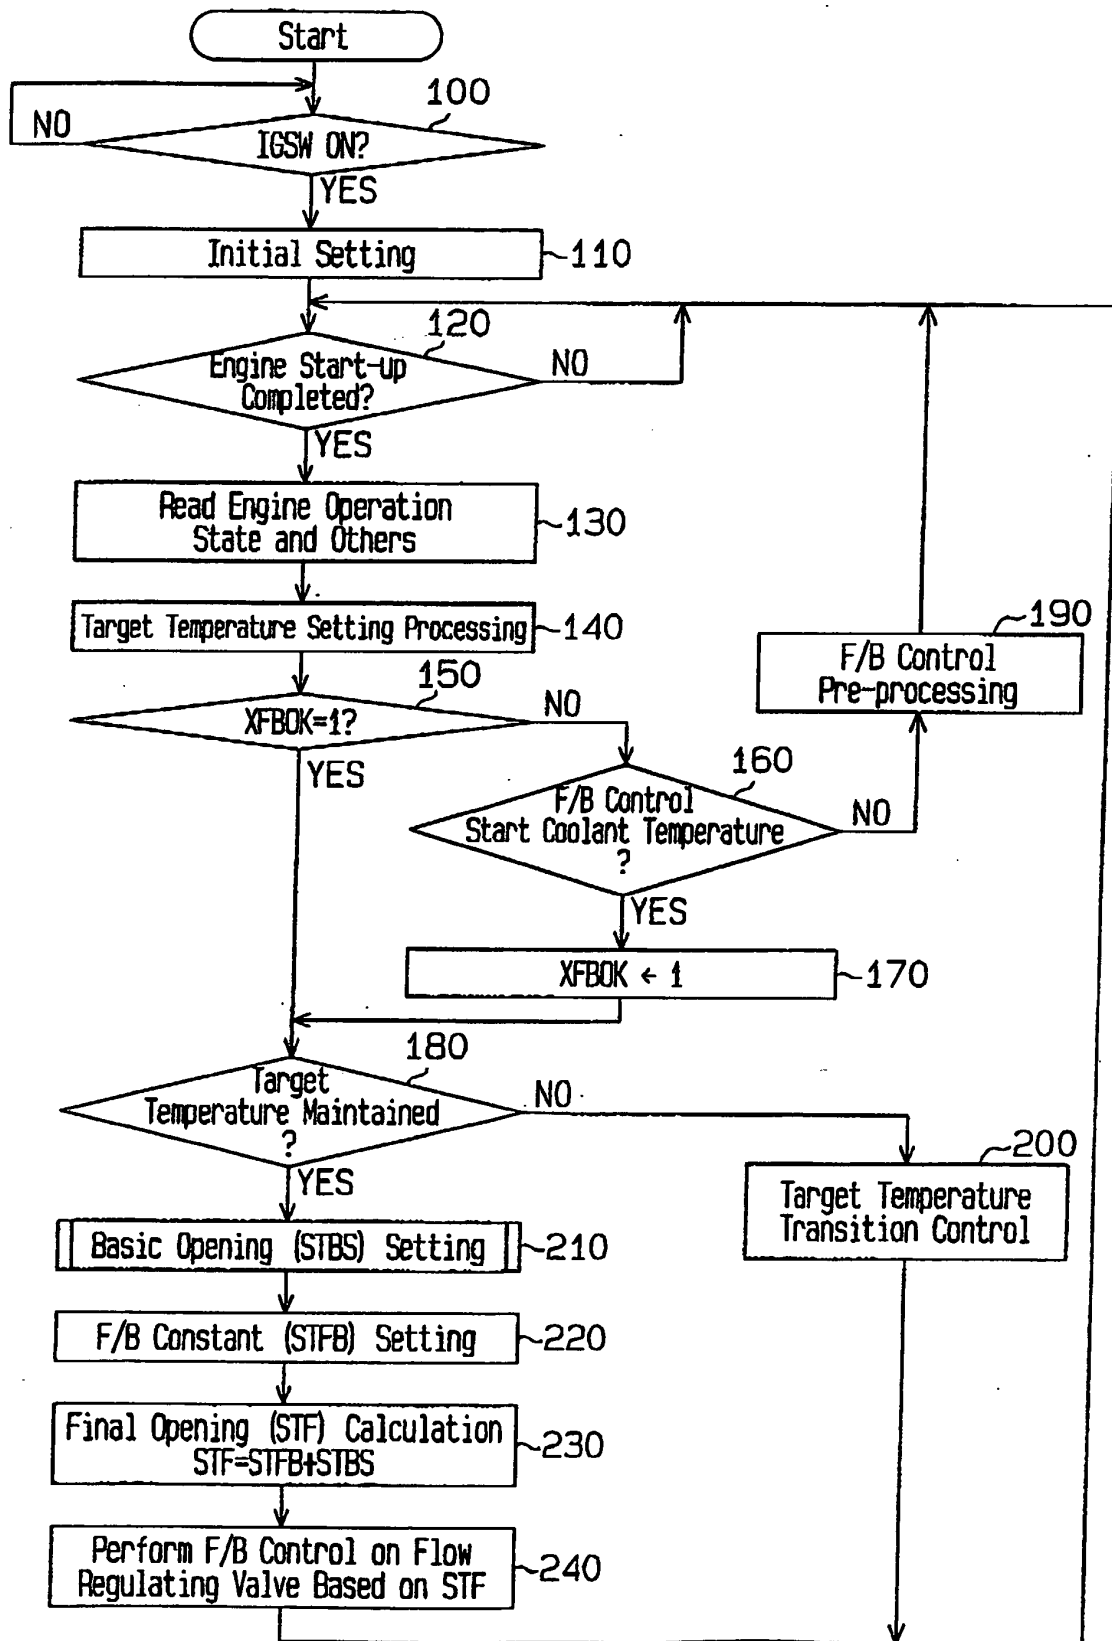 Start
100
NO
IGSW ON?
YES
Initial Setting
110
120
Engine Start-up
Completed?
NO
YES
Read Engine Operation
State and Others
130
Target Temperature Setting Processing
140
190
F/B Control
Pre-processing
150
XFBOK=1?
NO
YES
160
F/B Control
Start Coolant Temperature
?
NO
YES
XFBOK ← 1
170
180
Target
Temperature Maintained
?
NO
YES
200
Target Temperature
Transition Control
Basic Opening (STBS) Setting
210
F/B Constant (STFB) Setting
220
Final Opening (STF) Calculation
STF=STFB+STBS
230
Perform F/B Control on Flow
Regulating Valve Based on STF
240